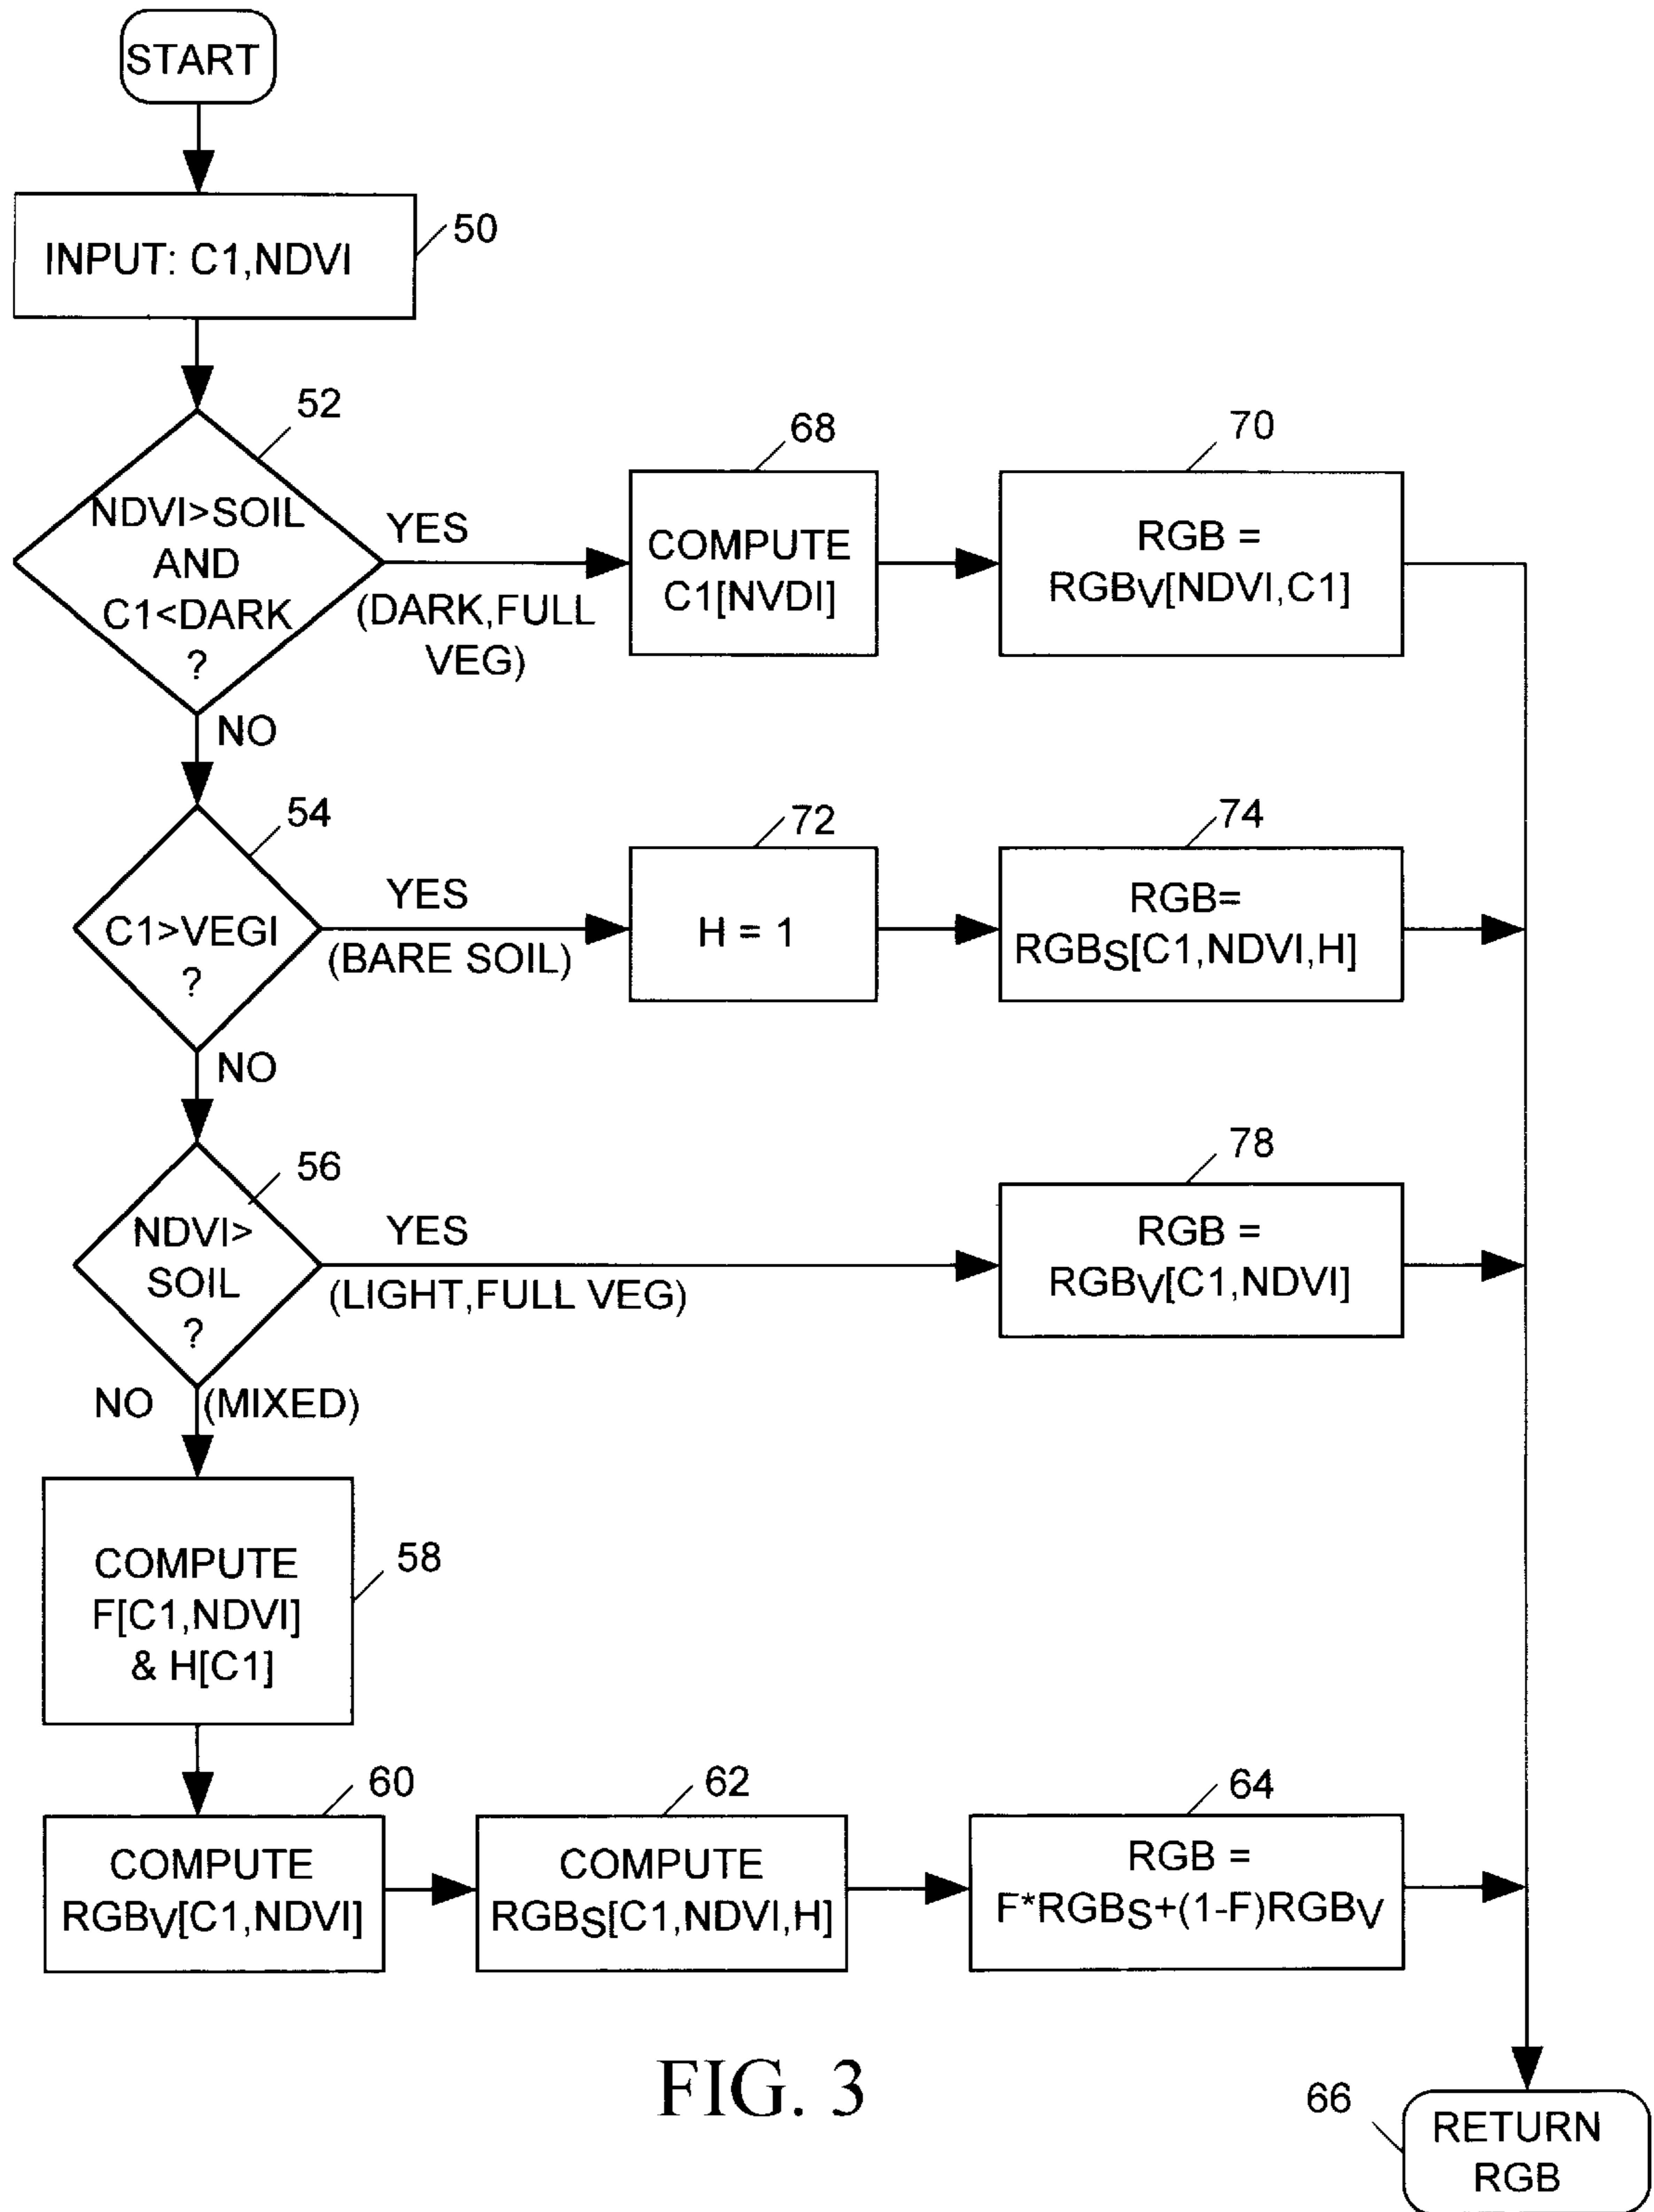 START
INPUT: C1,NDVI
50
52
NDVI>SOIL
AND
C1<DARK
?
YES
(DARK,FULL
VEG)
NO
68
COMPUTE
C1[NVDI]
70
RGB =
RGBV[NDVI,C1]
54
C1>VEGI
?
YES
(BARE SOIL)
NO
72
H = 1
74
RGB=
RGBS[C1,NDVI,H]
56
NDVI>
SOIL
?
YES
(LIGHT,FULL VEG)
NO (MIXED)
78
RGB =
RGBV[C1,NDVI]
58
COMPUTE
F[C1,NDVI]
& H[C1]
60
COMPUTE
RGBV[C1,NDVI]
62
COMPUTE
RGBS[C1,NDVI,H]
64
RGB =
F*RGBS+(1-F)RGBV
66
RETURN
RGB
FIG. 3